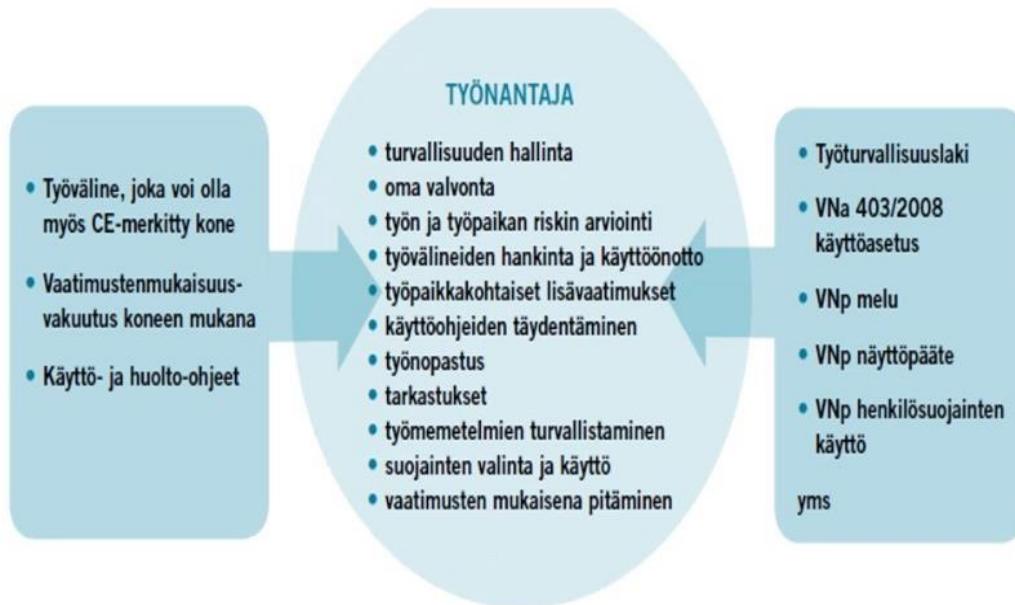 • Työväline, joka voi olla
myös CE-merkitty kone
• Vaatimustenmukaisuus-
vakuutus koneen mukana
• Käyttö- ja huolto-ohjeet
TYÖNANTAJA
• turvallisuuden hallinta
• oma valvonta
• työn ja työpaikan riskin arviointi
• työvälineiden hankinta ja käyttöönotto
• työpaikkakohtaiset lisävaatimukset
• käyttöohjeiden täydentäminen
• työnopastus
• tarkastukset
• työmemetelmien turvallistaminen
• suojainten valinta ja käyttö
• vaatimusten mukaisena pitäminen
• Työturvallisuuslaki
• VNa 403/2008
käyttöasetus
• VNp melu
• VNp näyttöpääte
• VNp henkilösuojainten
käyttö
yms